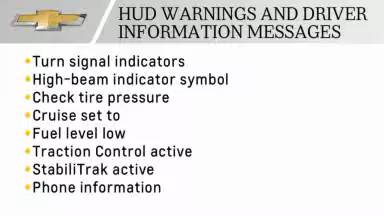 HUD WARNINGS AND DRIVER
INFORMATION MESSAGES
Turn signal indicators
High-beam indicator symbol
Check tire pressure
Cruise set to
Fuel level low
Traction Control active
StabiliTrak active
Phone information